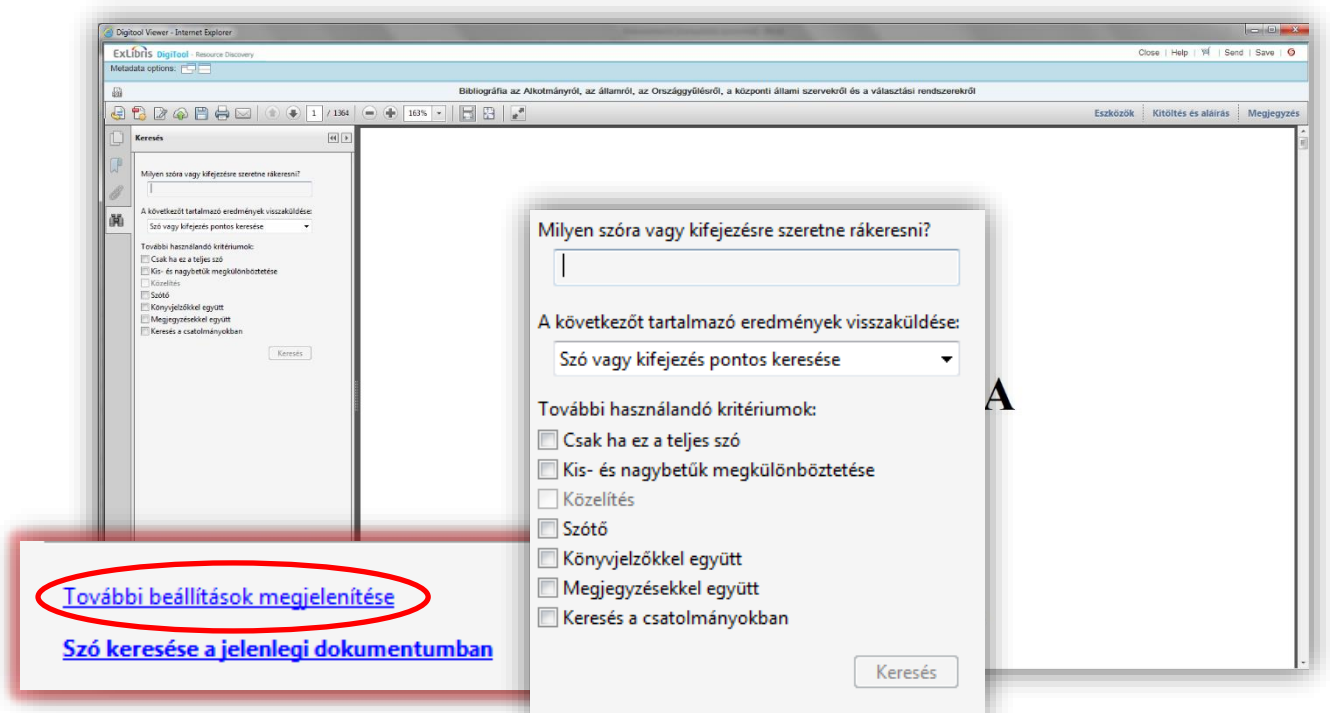 Digitool Viewer - Internet Explorer
ExLibris DigiTool - Resource Discovery
Close | Help | | Send | Save |
Metadata options:
Bibliográfia az Alkotmányról, az államról, az Országgyűlésről, a központi állami szervekről és a választási rendszerekről
1 / 1364 163%
Eszközök Kitöltés és aláírás Megjegyzés
Keresés
Milyen szóra vagy kifejezésre szeretne rákeresni?
A következőt tartalmazó eredmények visszaküldése:
Szó vagy kifejezés pontos keresése
További használandó kritériumok:
Csak ha ez a teljes szó
Kis- és nagybetűk megkülönböztetése
Közelítés
Szótő
Könyvjelzőkkel együtt
Megjegyzésekkel együtt
Keresés a csatolmányokban
Keresés
Milyen szóra vagy kifejezésre szeretne rákeresni?
A következőt tartalmazó eredmények visszaküldése:
Szó vagy kifejezés pontos keresése
További használandó kritériumok:
Csak ha ez a teljes szó
Kis- és nagybetűk megkülönböztetése
Közelítés
Szótő
Könyvjelzőkkel együtt
Megjegyzésekkel együtt
Keresés a csatolmányokban
Keresés
A
További beállítások megjelenítése
Szó keresése a jelenlegi dokumentumban